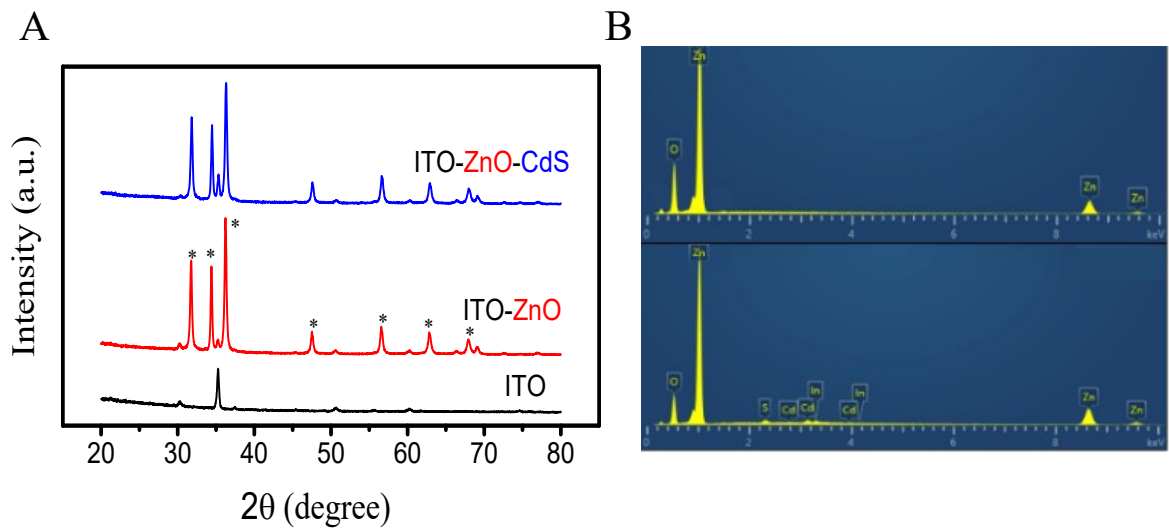 A
B
Intensity (a.u.)
ITO-ZnO-CdS
*
* *
ITO-ZnO
* * * *
ITO
20 30 40 50 60 70 80
2θ (degree)
Zn
O
Zn
Zn
0 2 4 6 8 keV
Zn
O
S Cd Cd In Cd In
Zn
Zn
0 2 4 6 8 keV